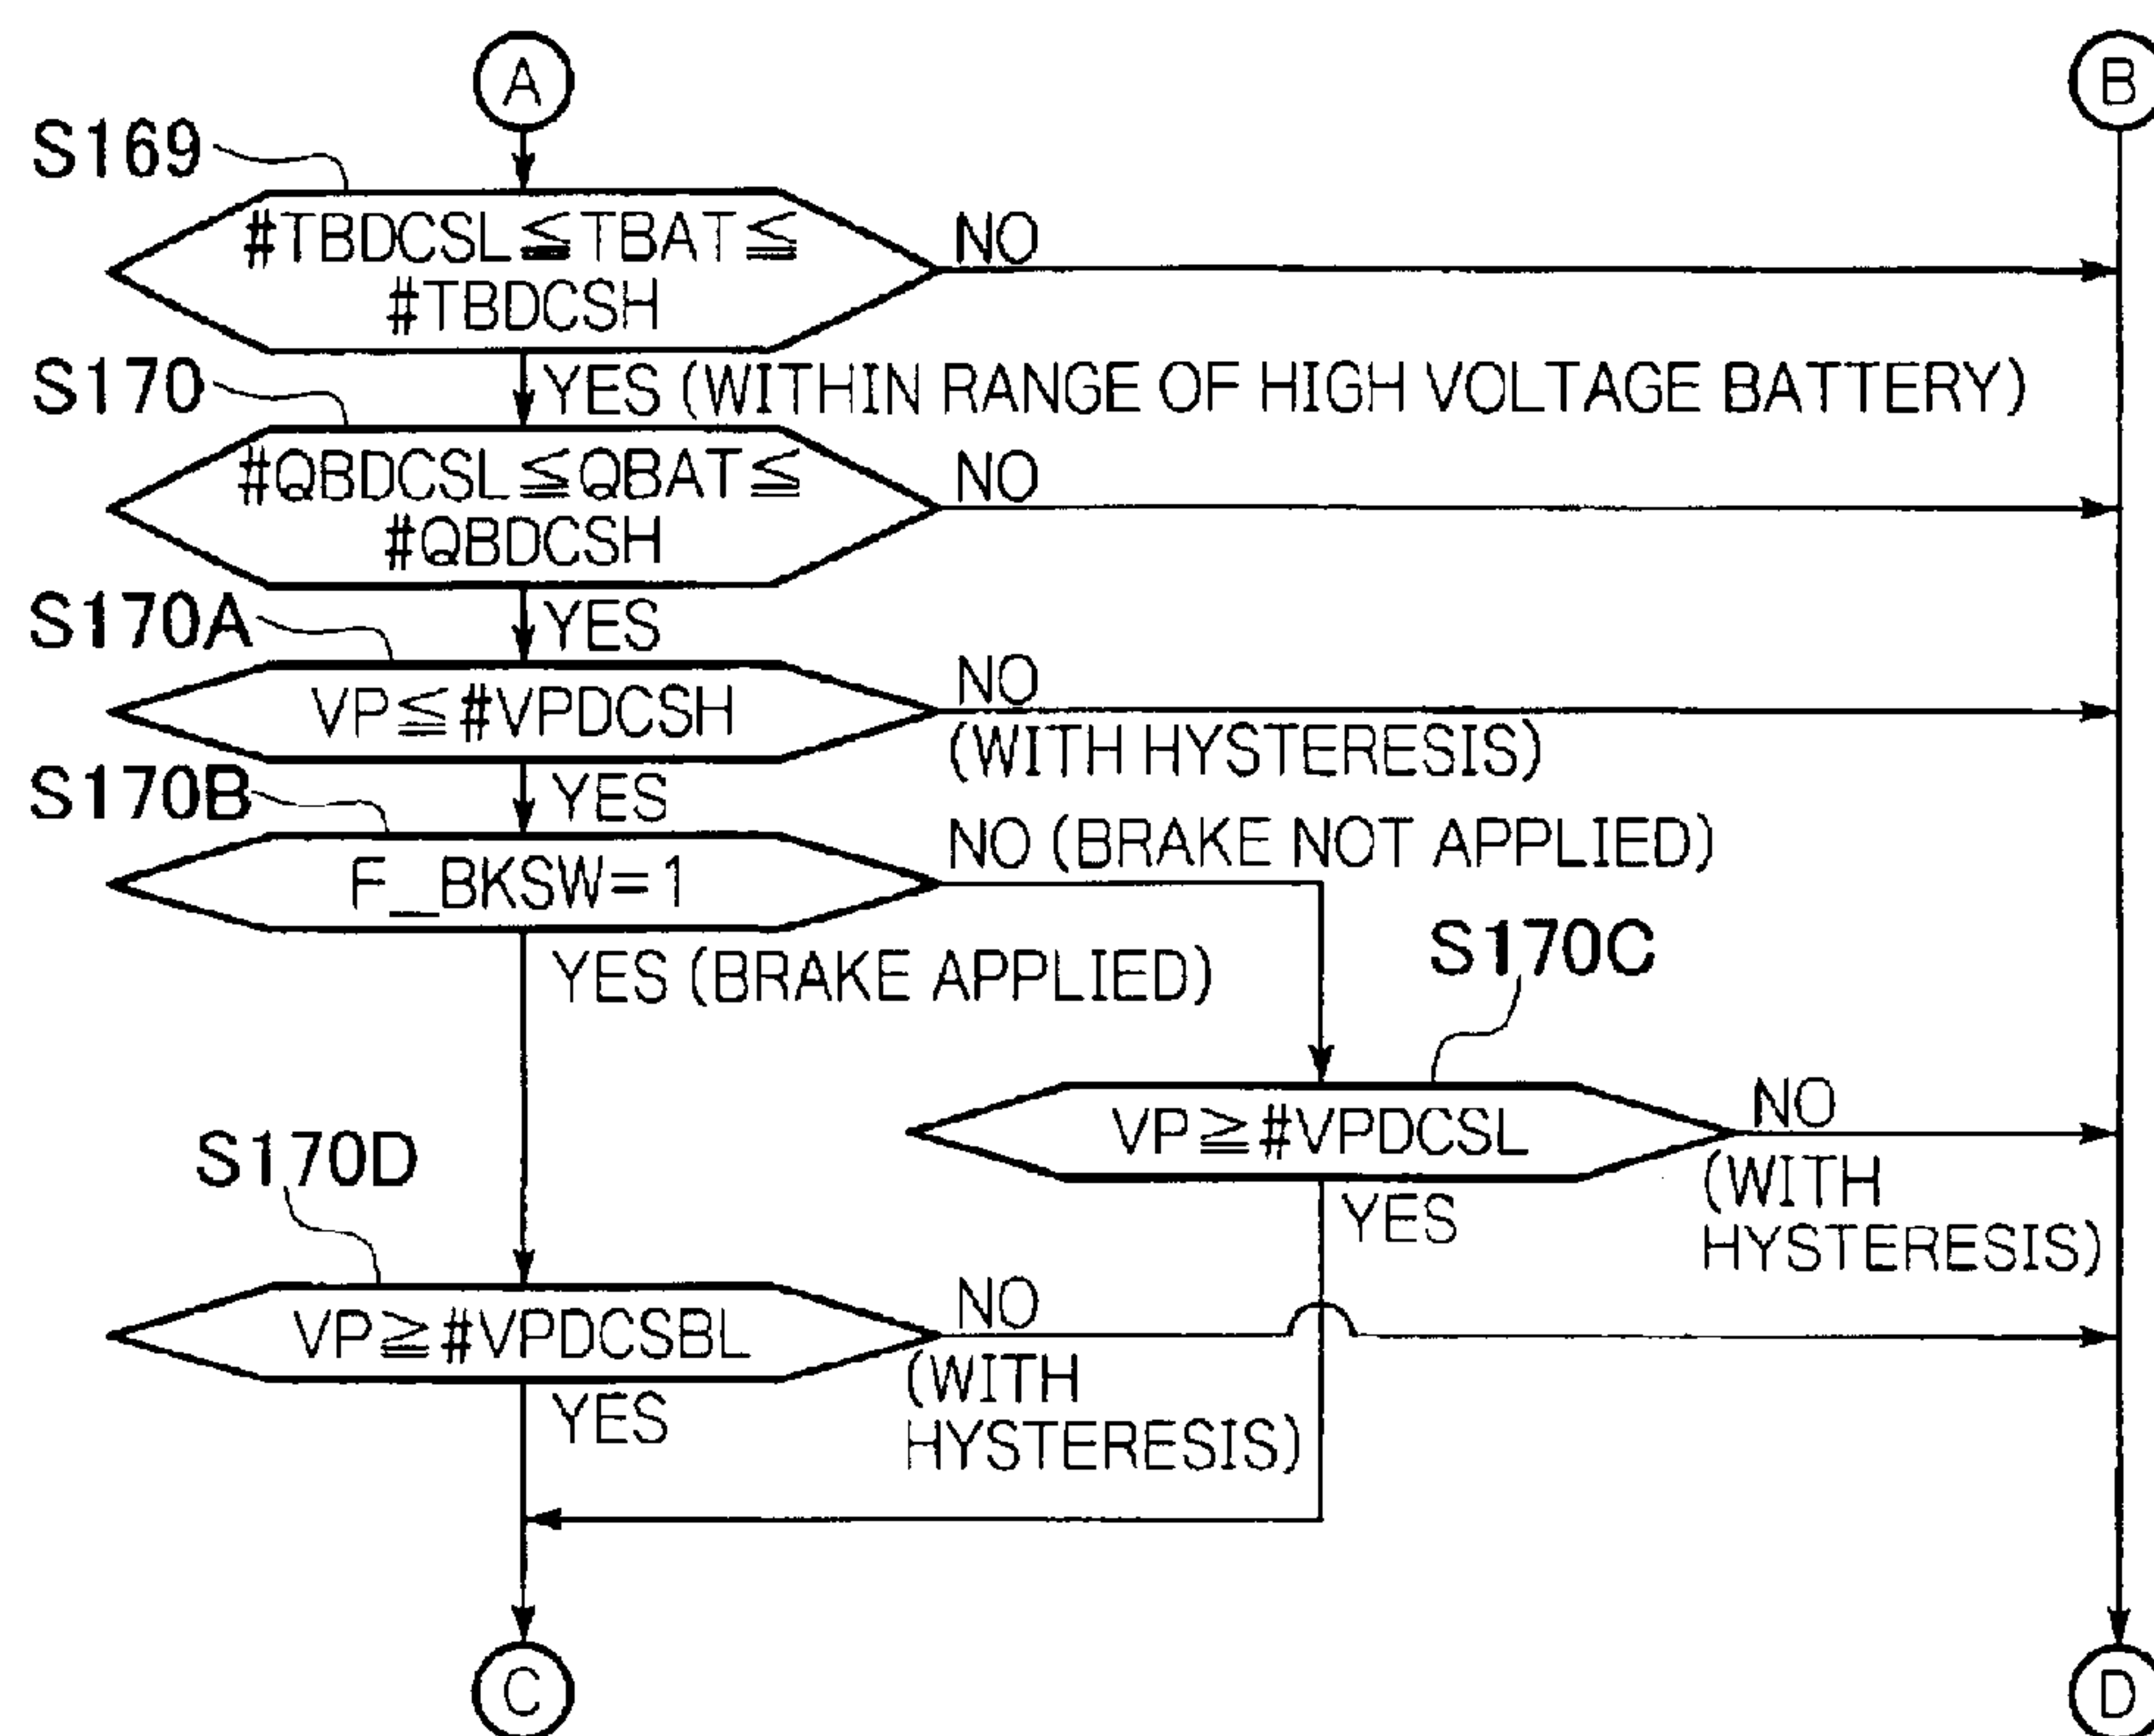 A
B
S169
#TBDCSL≦TBAT≦
#TBDCSH
NO
YES (WITHIN RANGE OF HIGH VOLTAGE BATTERY)
S170
#QBDCSL≦QBAT≦
#QBDCSH
NO
YES
S170A
VP≦#VPDCSH
NO
(WITH HYSTERESIS)
YES
S170B
F_BKSW=1
NO (BRAKE NOT APPLIED)
YES (BRAKE APPLIED)
S170C
VP≧#VPDCSL
NO
(WITH
HYSTERESIS)
YES
S170D
VP≧#VPDCSBL
NO
(WITH
HYSTERESIS)
YES
C
D